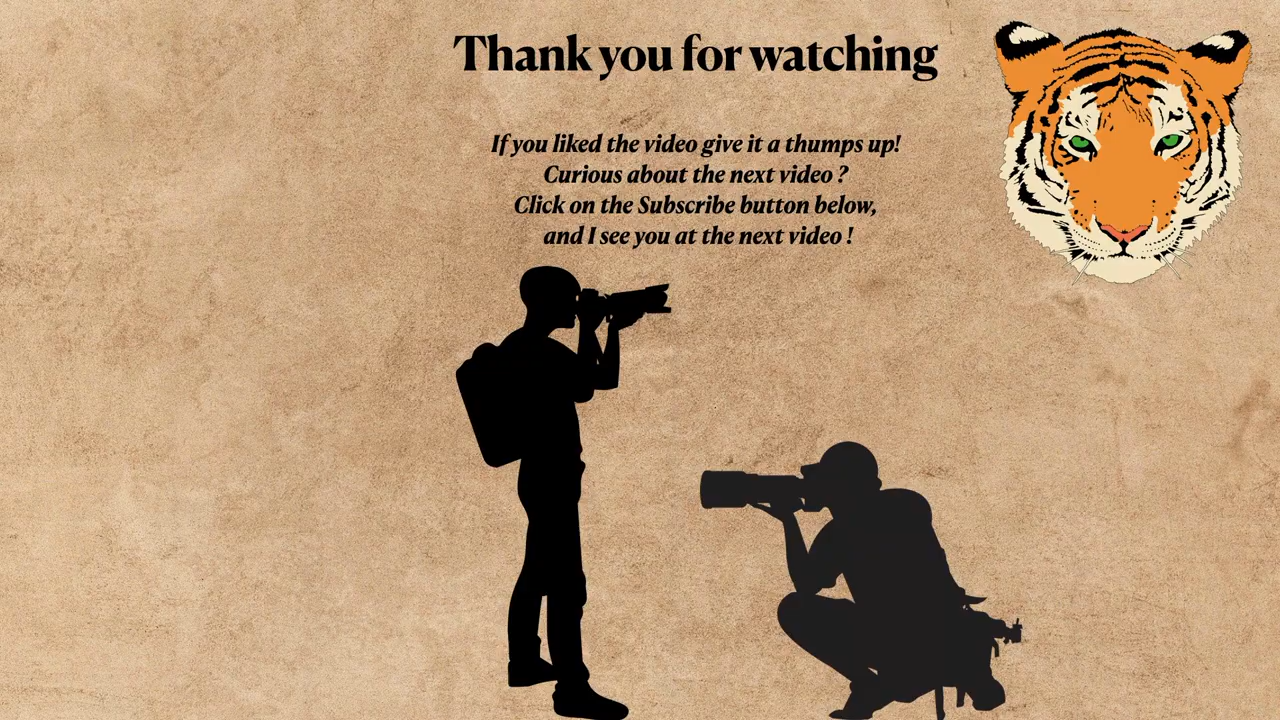 Thank you for watching
If you liked the video give it a thumps up!
Curious about the next video ?
Click on the Subscribe button below,
and I see you at the next video !